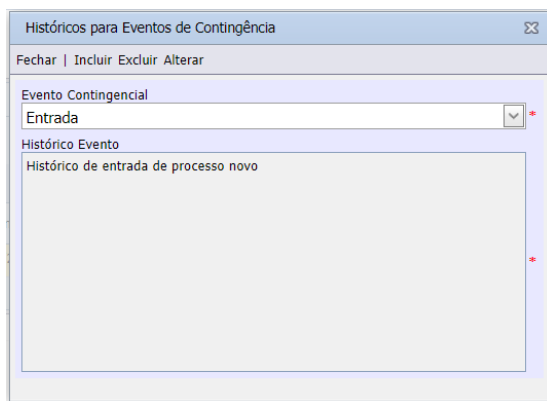 Históricos para Eventos de Contingência
Fechar | Incluir Excluir Alterar
Evento Contingencial
Entrada *
Histórico Evento
Histórico de entrada de processo novo
*